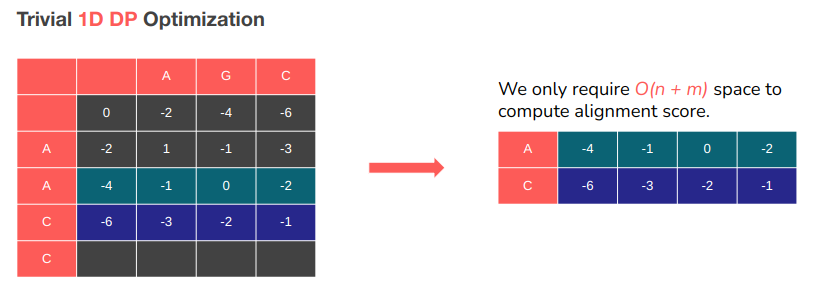 Trivial 1D DP Optimization
A G C
0 -2 -4 -6
A -2 1 -1 -3
A -4 -1 0 -2
C -6 -3 -2 -1
C
We only require O(n + m) space to
compute alignment score.
A -4 -1 0 -2
C -6 -3 -2 -1